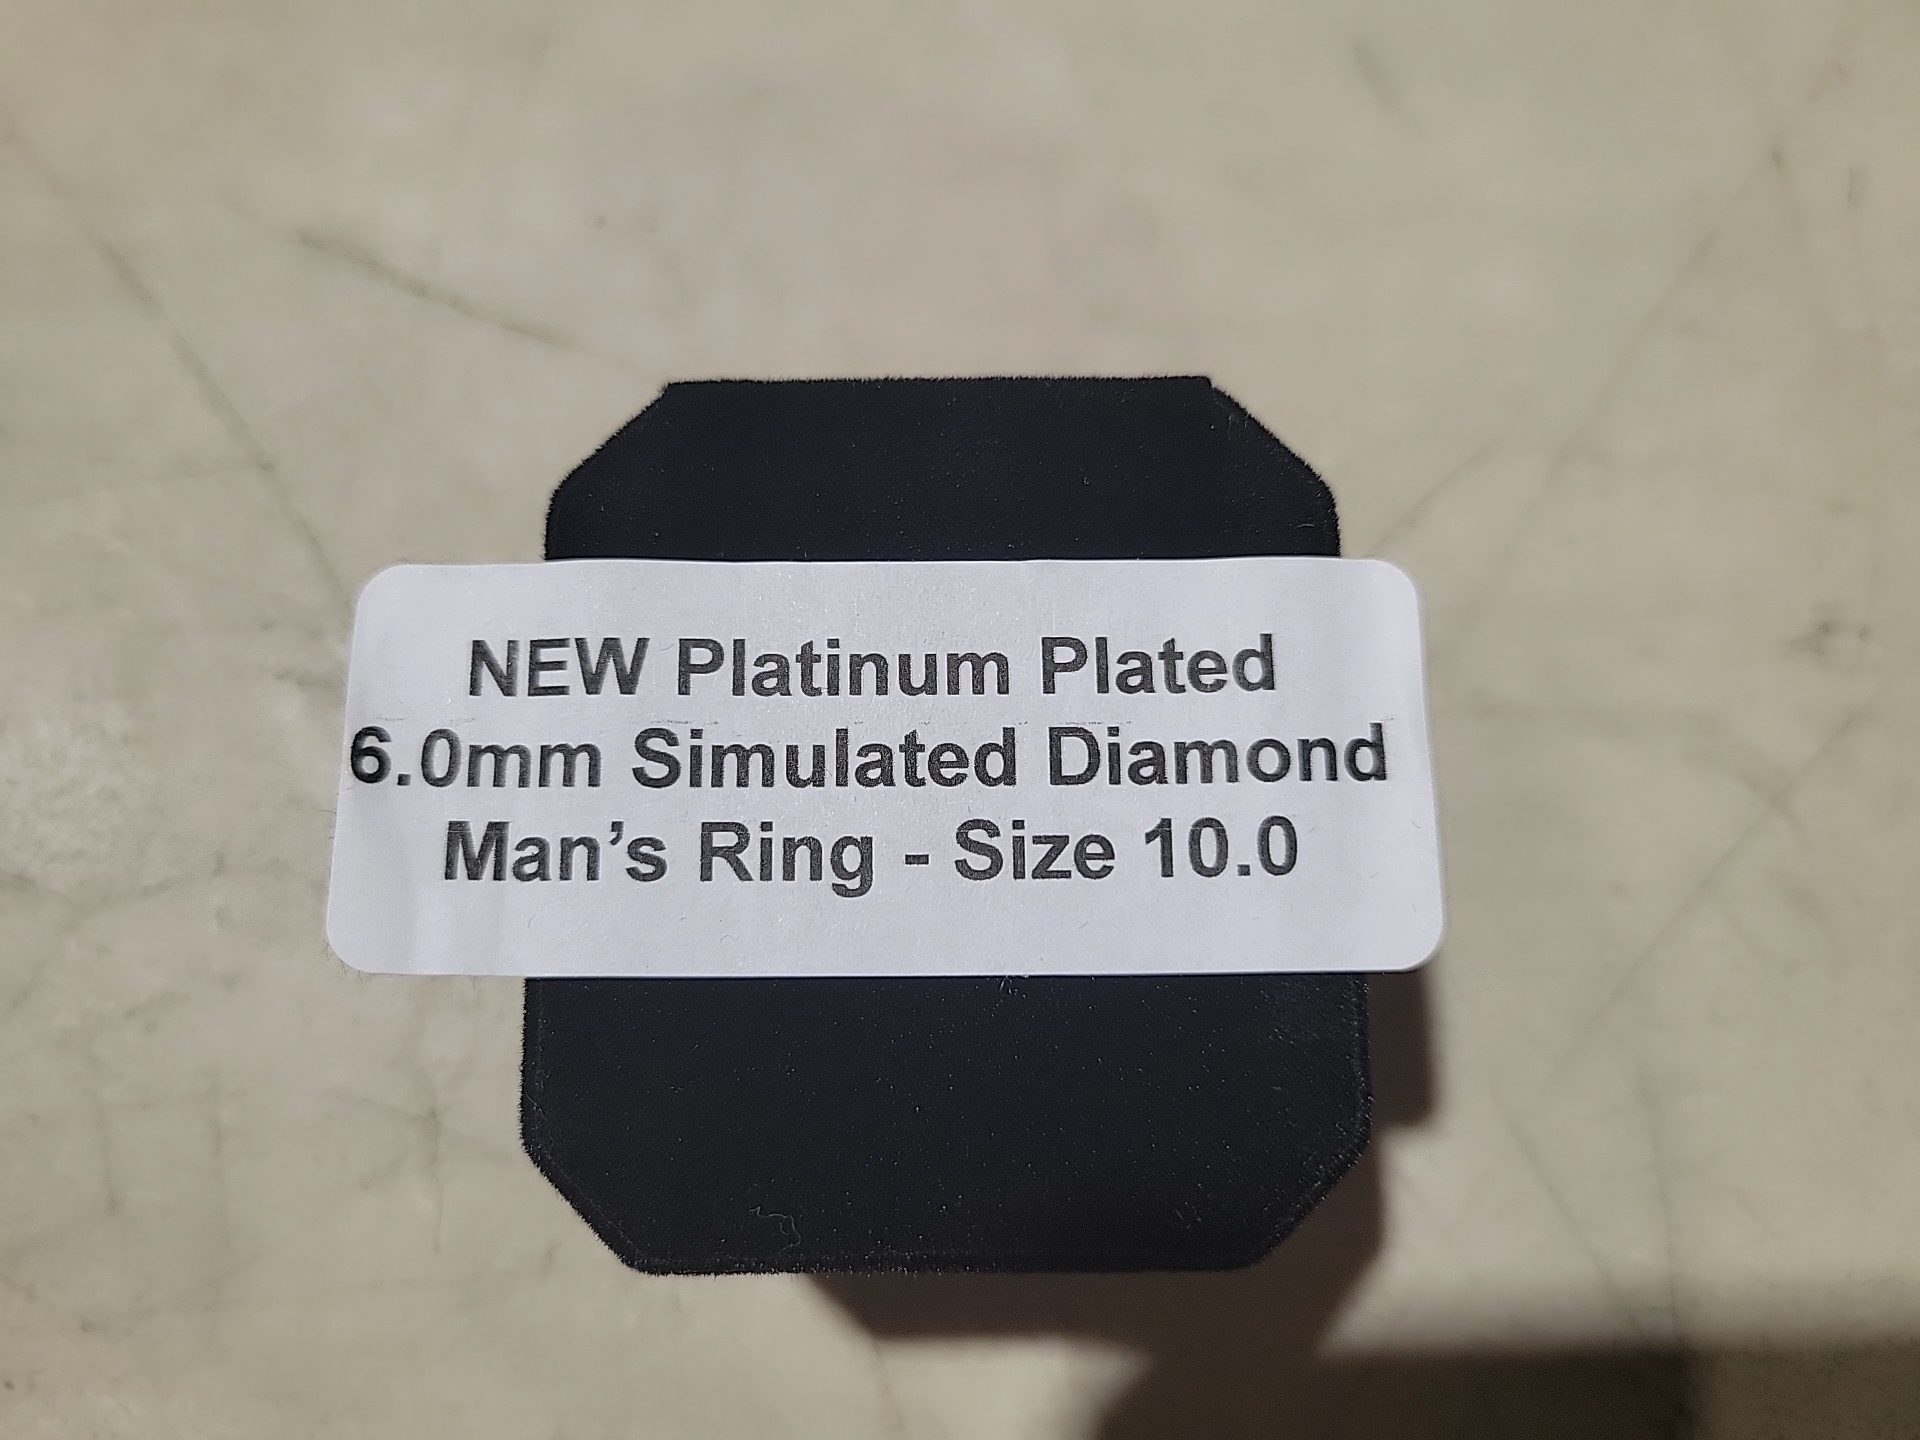 NEW Platinum Plated
6.0mm Simulated Diamond
Man’s Ring - Size 10.0